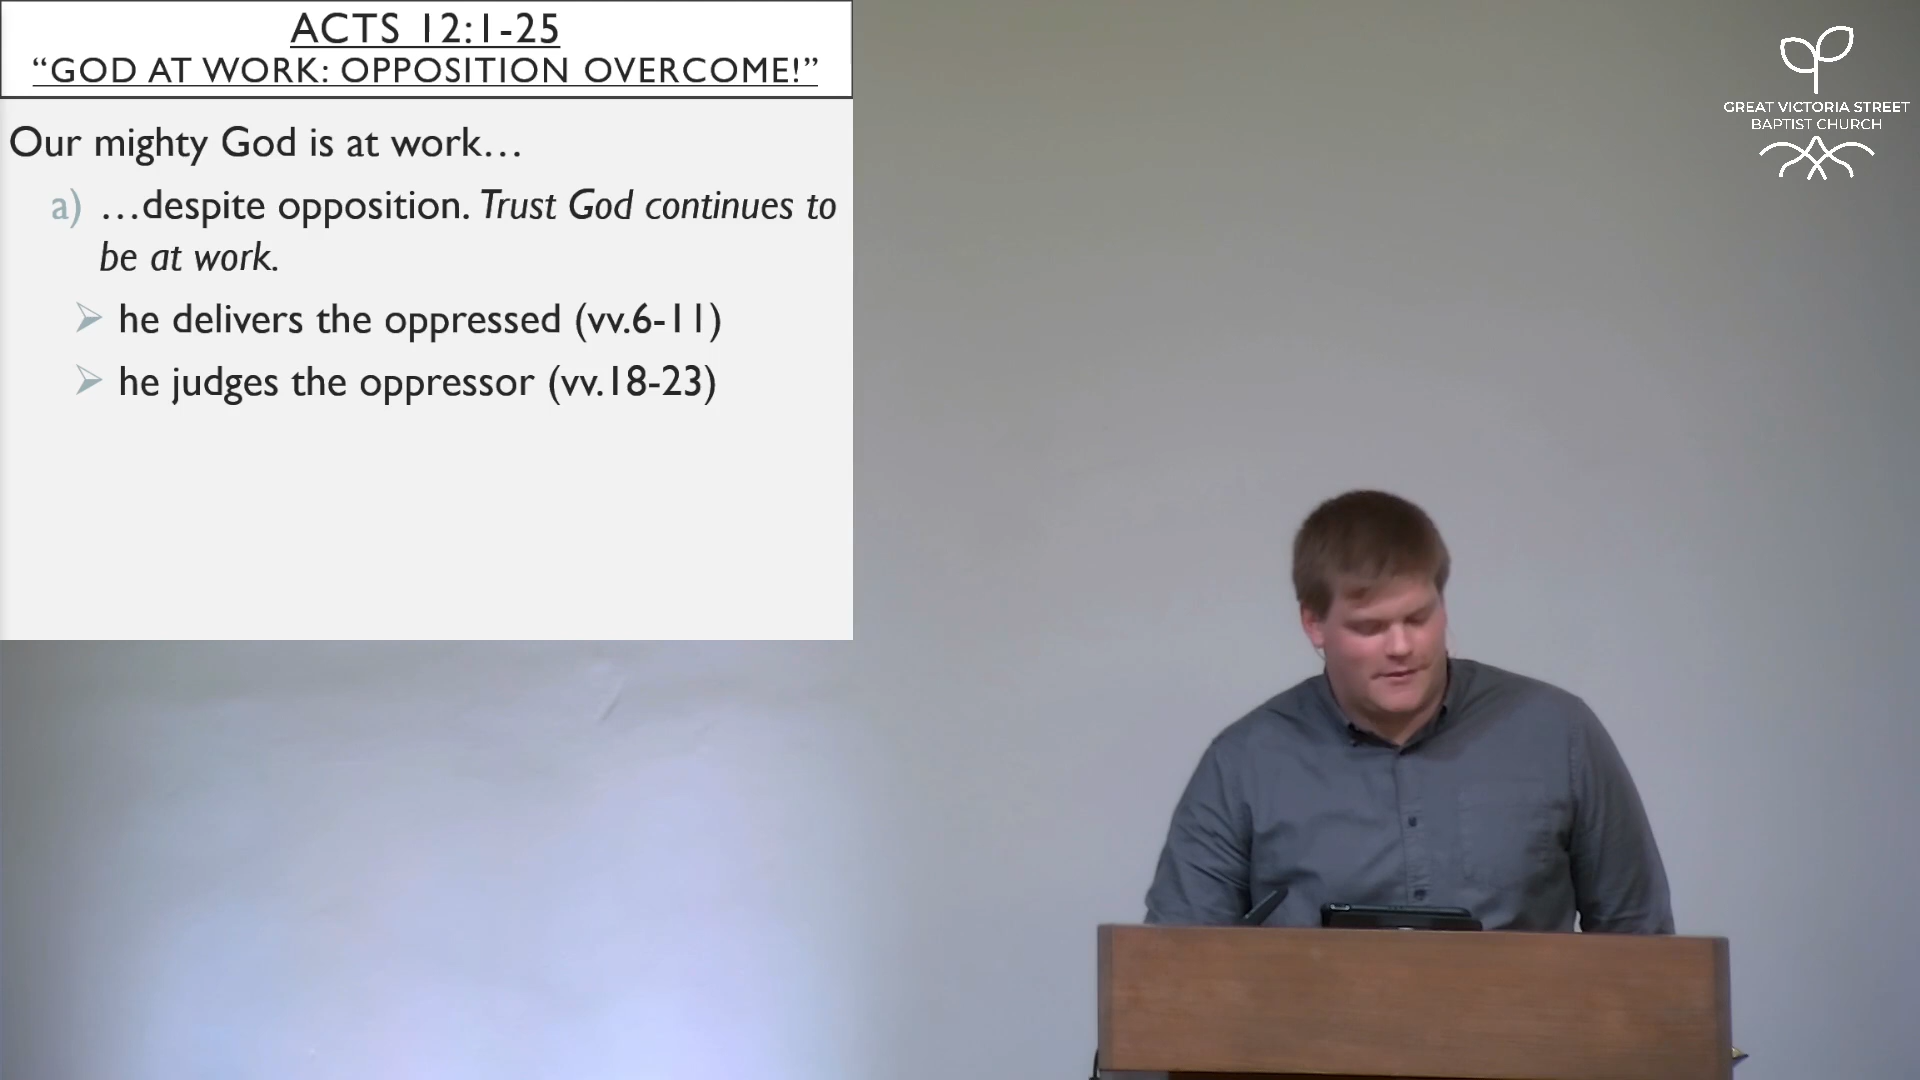 ACTS 12:1-25
“GOD AT WORK: OPPOSITION OVERCOME!”
Our mighty God is at work…
a) …despite opposition. Trust God continues to
be at work.
➢ he delivers the oppressed (vv.6-11)
➢ he judges the oppressor (vv.18-23)
GREAT VICTORIA STREET
BAPTIST CHURCH